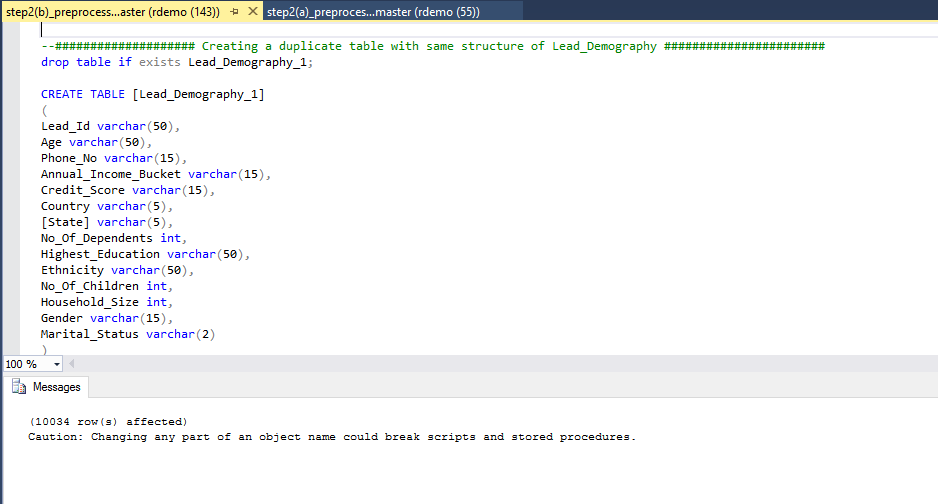 step2(b)_preprocess...aster (rdemo (143)) step2(a)_preproces...master (rdemo (55))
--#################### Creating a duplicate table with same structure of Lead_Demography #######################
drop table if exists Lead_Demography_1;
CREATE TABLE [Lead_Demography_1]
(
Lead_Id varchar(50),
Age varchar(50),
Phone_No varchar(15),
Annual_Income_Bucket varchar(15),
Credit_Score varchar(15),
Country varchar(5),
[State] varchar(5),
No_Of_Dependents int,
Highest_Education varchar(50),
Ethnicity varchar(50),
No_Of_Children int,
Household_Size int,
Gender varchar(15),
Marital_Status varchar(2)
)
100 %
Messages
(10034 row(s) affected)
Caution: Changing any part of an object name could break scripts and stored procedures.